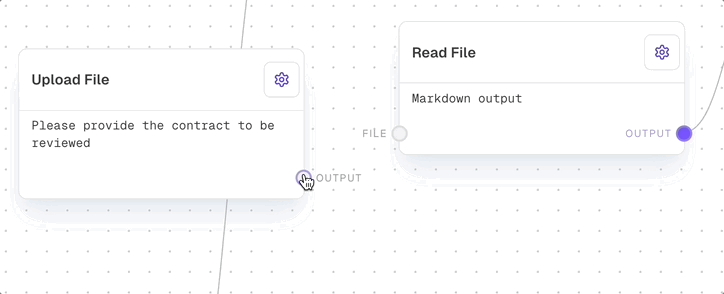 Upload File
Please provide the contract to be
reviewed
OUTPUT
Read File
Markdown output
FILE
OUTPUT